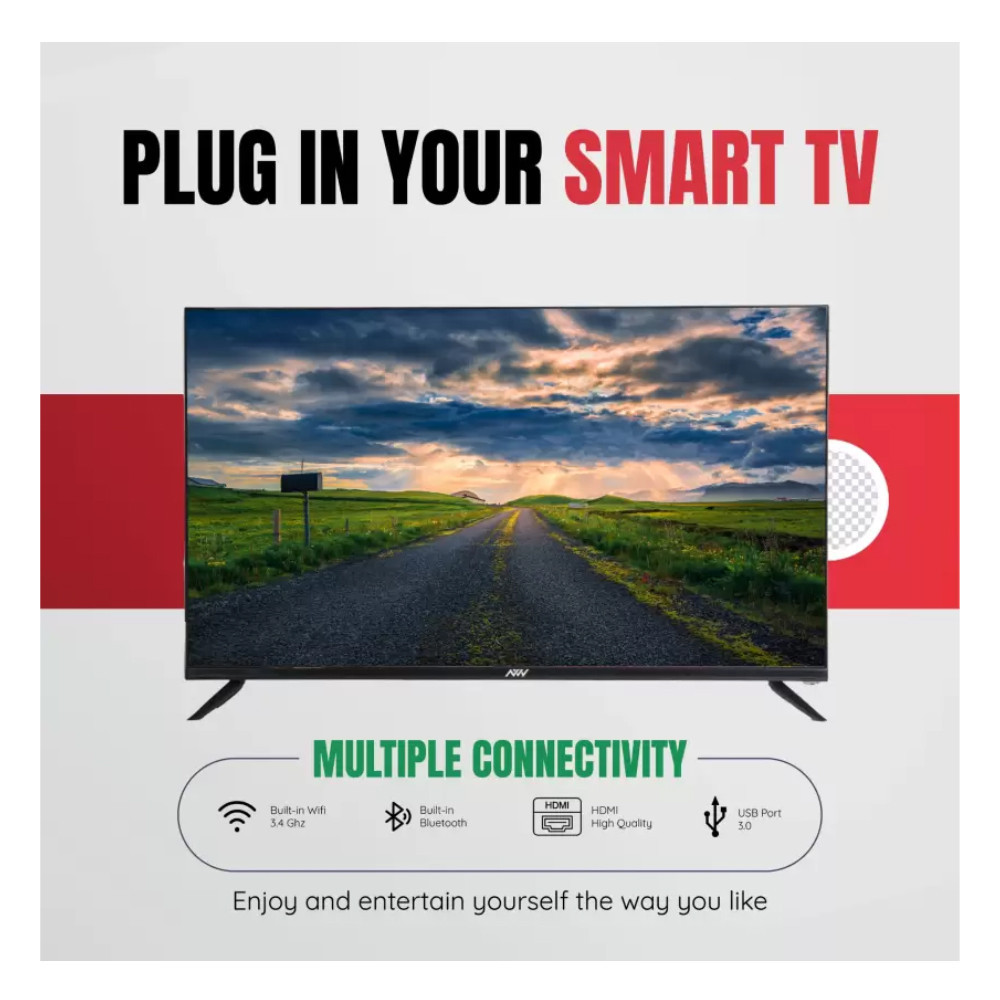 PLUG IN YOUR SMART TV
MULTIPLE CONNECTIVITY
Built-in Wifi
3.4 Ghz
Built-in
Bluetooth
HDMI
HDMI
High Quality
USB Port
3.0
Enjoy and entertain yourself the way you like